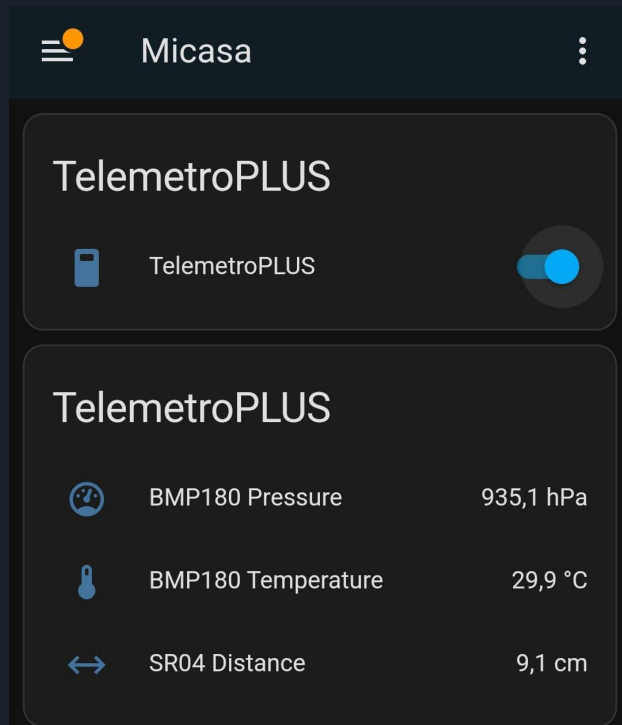 Micasa
TelemetroPLUS
TelemetroPLUS
TelemetroPLUS
BMP180 Pressure 935,1 hPa
BMP180 Temperature 29,9 °C
SR04 Distance 9,1 cm